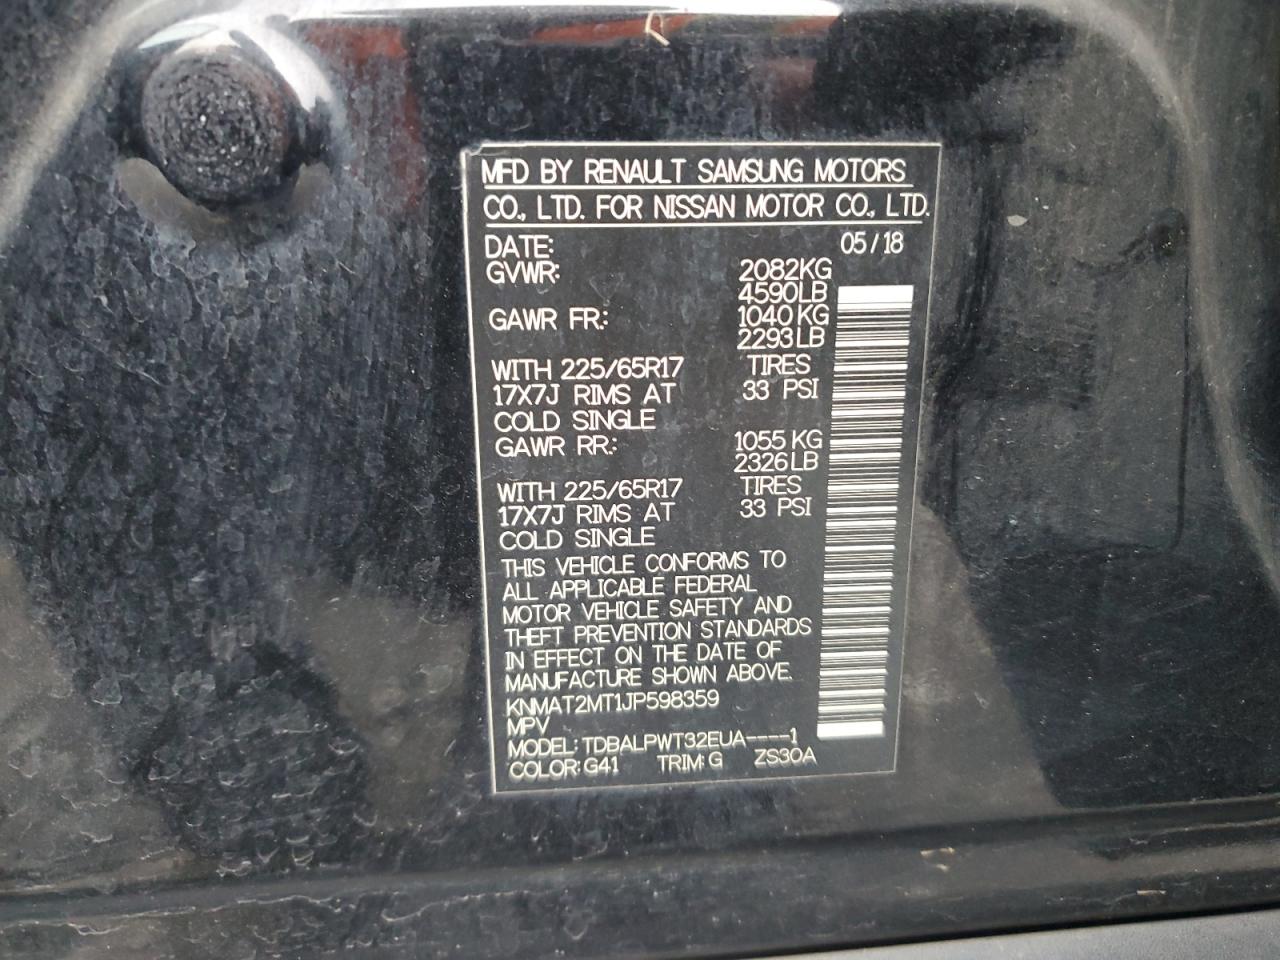 MFD BY RENAULT SAMSUNG MOTORS
CO., LTD. FOR NISSAN MOTOR CO., LTD.
DATE: 05/18
GVWR: 2082KG
4590LB
GAWR FR.: 1040KG
2293LB
WITH 225/65R17 TIRES
17X7J RIMS AT 33 PSI
COLD SINGLE
GAWR RR.: 1055KG
2326LB
WITH 225/65R17 TIRES
17X7J RIMS AT 33 PSI
COLD SINGLE
THIS VEHICLE CONFORMS TO
ALL APPLICABLE FEDERAL
MOTOR VEHICLE SAFETY AND
THEFT PREVENTION STANDARDS
IN EFFECT ON THE DATE OF
MANUFACTURE SHOWN ABOVE.
KNMAT2MT1JP598359
MPV
MODEL: TDBALPWT32EUA----1
COLOR: G41 TRIM: G ZS30A